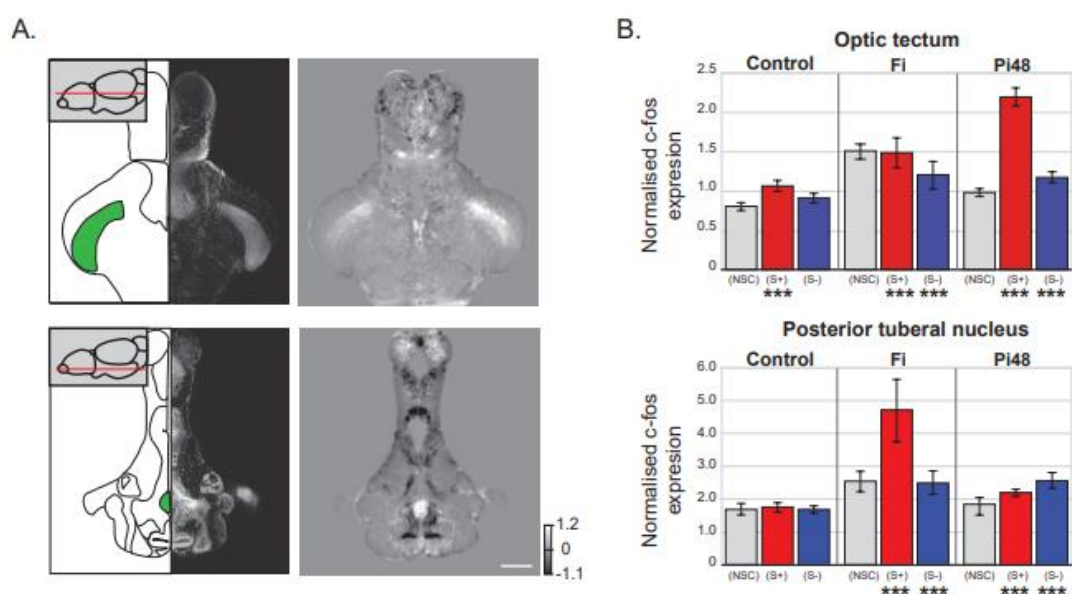 A.
1.2
0
-1.1
B.
Optic tectum
Control Fi Pi48
Normalised c-fos
expresion
2.5
2.0
1.5
1.0
0.5
0
(NSC) (S+) (S-) (NSC) (S+) (S-) (NSC) (S+) (S-)
*** *** *** *** ***
Posterior tuberal nucleus
Control Fi Pi48
Normalised c-fos
expresion
6.0
5.0
4.0
3.0
2.0
1.0
0
(NSC) (S+) (S-) (NSC) (S+) (S-) (NSC) (S+) (S-)
*** *** *** ***